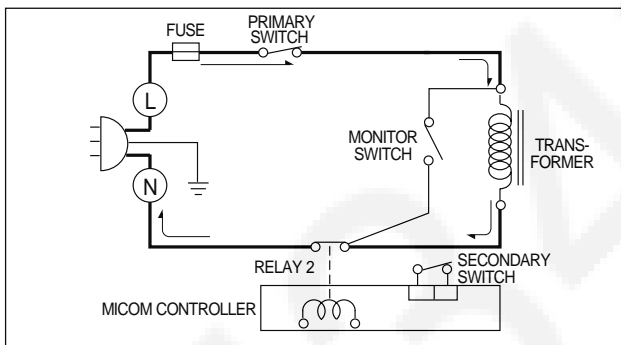 FUSE
PRIMARY
SWITCH
L
MONITOR
SWITCH
TRANS-
FORMER
N
RELAY 2
SECONDARY
SWITCH
MICOM CONTROLLER